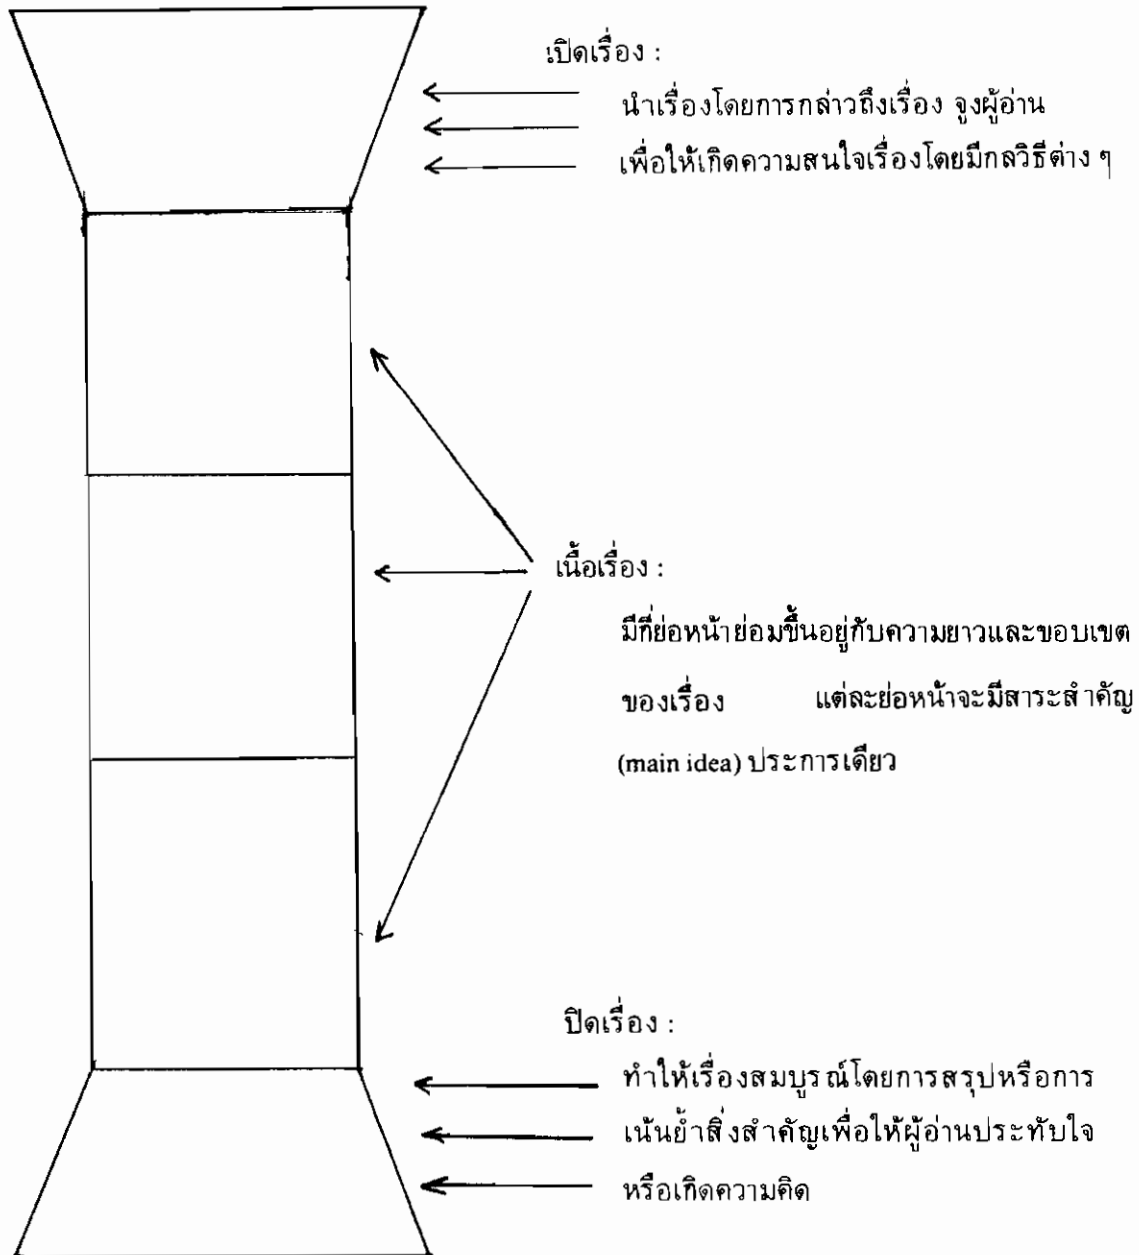 เปิดเรื่อง :
นำเรื่องโดยการกล่าวถึงเรื่อง จูงผู้อ่าน
เพื่อให้เกิดความสนใจเรื่องโดยมีกลวิธีต่าง ๆ
เนื้อเรื่อง :
มีกี่ย่อหน้าย่อมขึ้นอยู่กับความยาวและขอบเขต
ของเรื่อง แต่ละย่อหน้าจะมีสาระสำคัญ
(main idea) ประการเดียว
ปิดเรื่อง :
ทำให้เรื่องสมบูรณ์โดยการสรุปหรือการ
เน้นย้ำสิ่งสำคัญเพื่อให้ผู้อ่านประทับใจ
หรือเกิดความคิด